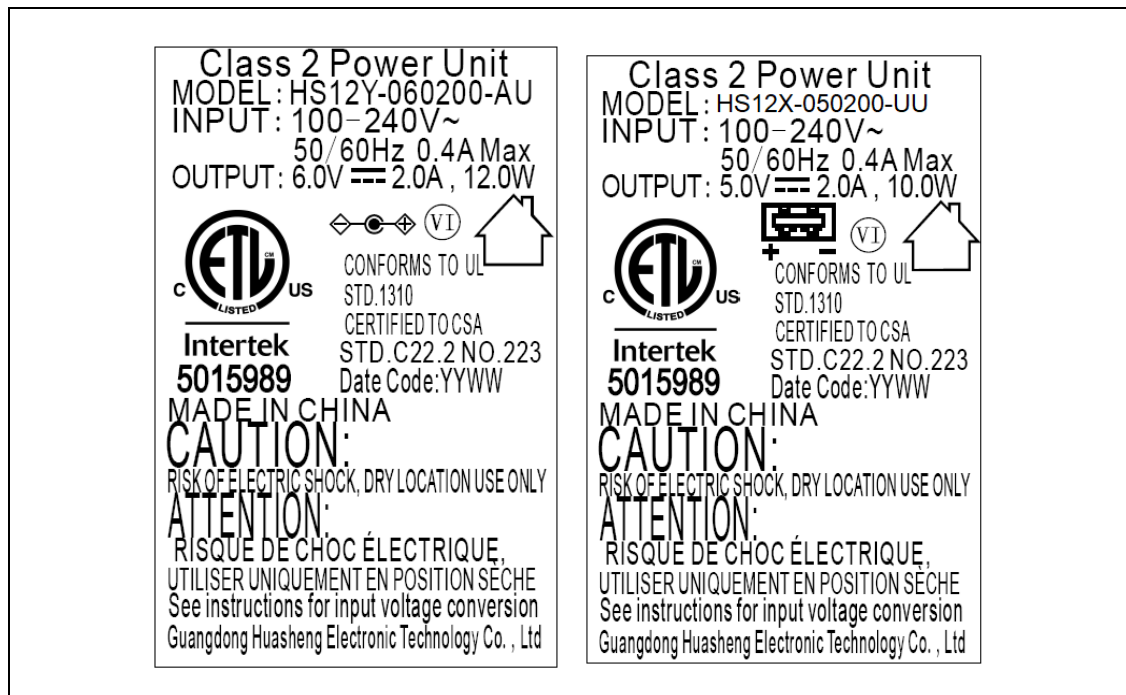 Class 2 Power Unit
MODEL: HS12Y-060200-AU
INPUT: 100-240V~
50/60Hz 0.4A Max
OUTPUT: 6.0V 2.0A , 12.0W
VI
CONFORMS TO UL
STD.1310
CERTIFIED TO CSA
STD.C22.2 NO.223
Date Code:YYWW
ETL CM
C US
LISTED
Intertek
5015989
MADE IN CHINA
CAUTION:
RISK OF ELECTRIC SHOCK, DRY LOCATION USE ONLY
ATTENTION:
RISQUE DE CHOC ÉLECTRIQUE,
UTILISER UNIQUEMENT EN POSITION SÈCHE
See instructions for input voltage conversion
Guangdong Huasheng Electronic Technology Co. , Ltd
Class 2 Power Unit
MODEL: HS12X-050200-UU
INPUT: 100-240V~
50/60Hz 0.4A Max
OUTPUT: 5.0V 2.0A , 10.0W
+ −
VI
CONFORMS TO UL
STD.1310
CERTIFIED TO CSA
STD.C22.2 NO.223
Date Code:YYWW
ETL CM
C US
LISTED
Intertek
5015989
MADE IN CHINA
CAUTION:
RISK OF ELECTRIC SHOCK, DRY LOCATION USE ONLY
ATTENTION:
RISQUE DE CHOC ÉLECTRIQUE,
UTILISER UNIQUEMENT EN POSITION SÈCHE
See instructions for input voltage conversion
Guangdong Huasheng Electronic Technology Co. , Ltd